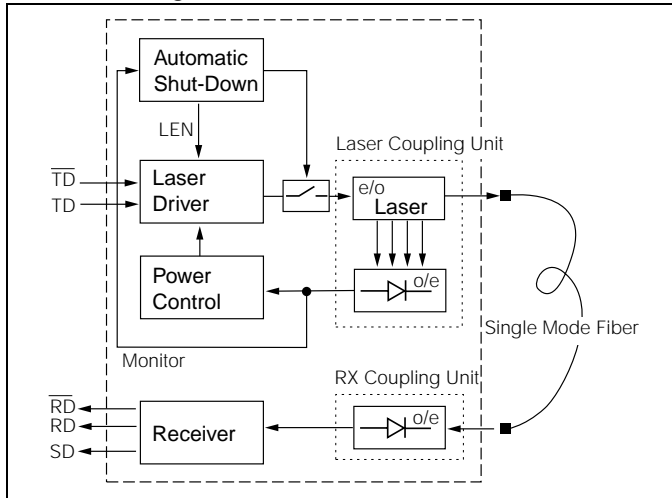 Automatic
Shut-Down
LEN
Laser Coupling Unit
TD
TD
Laser
Driver
e/o
Laser
o/e
Power
Control
Single Mode Fiber
Monitor
RX Coupling Unit
RD
RD
SD
Receiver
o/e